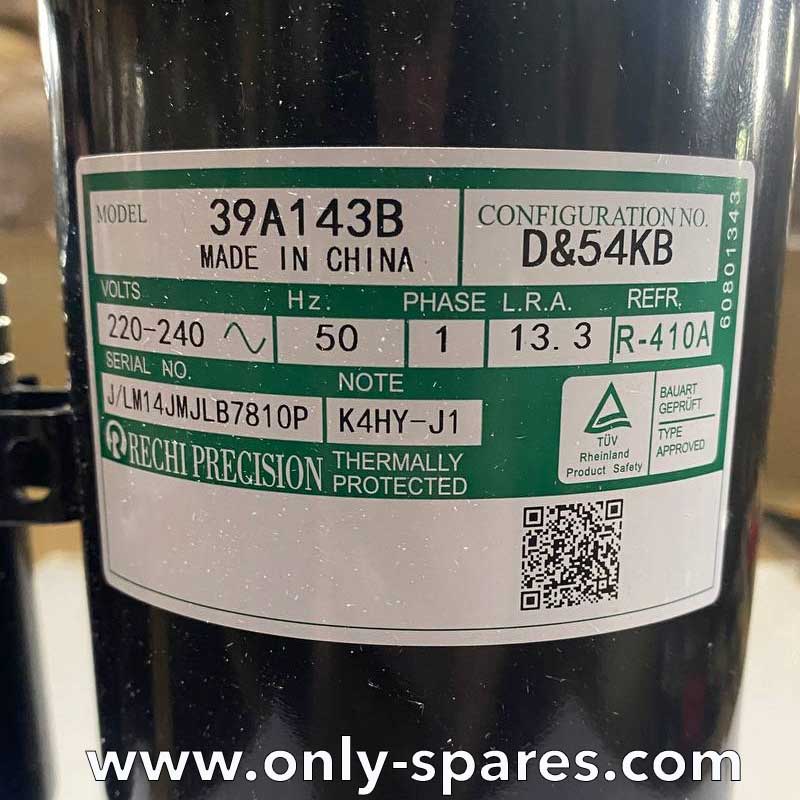 MODEL 39A143B
MADE IN CHINA
CONFIGURATION NO.
D&54KB
VOLTS Hz. PHASE L.R.A. REFR.
220-240 50 1 13.3 R-410A
SERIAL NO. NOTE
J/LM14JMJLB7810P K4HY-J1
RECHI PRECISION
THERMALLY
PROTECTED
TÜV
Rheinland
Product Safety
BAUART
GEPRÜFT
TYPE
APPROVED
60801343
www.only-spares.com